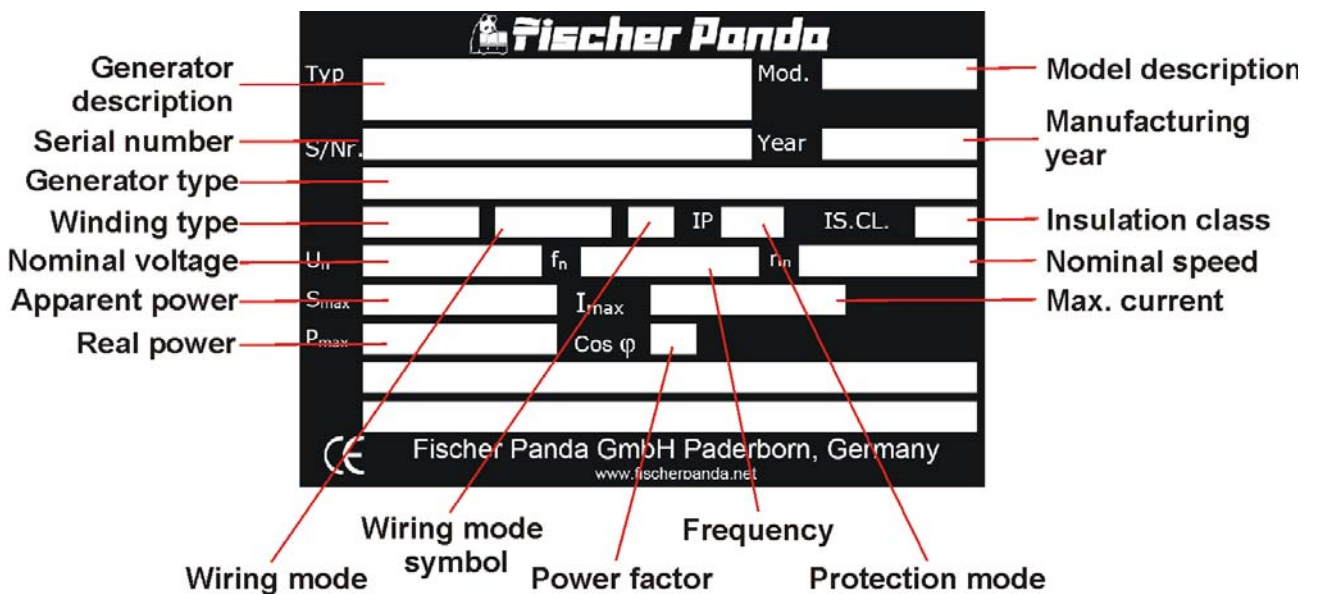 Fischer Panda
Generator
description
Typ
Mod.
Model description
Serial number
S/Nr.
Year
Manufacturing
year
Generator type
Winding type
IP
IS.CL.
Insulation class
Nominal voltage
Un
fn
nn
Nominal speed
Apparent power
Smax
Imax
Max. current
Real power
Pmax
Cos φ
CE
Fischer Panda GmbH Paderborn, Germany
www.fischerpanda.net
Wiring mode
symbol
Frequency
Wiring mode
Power factor
Protection mode